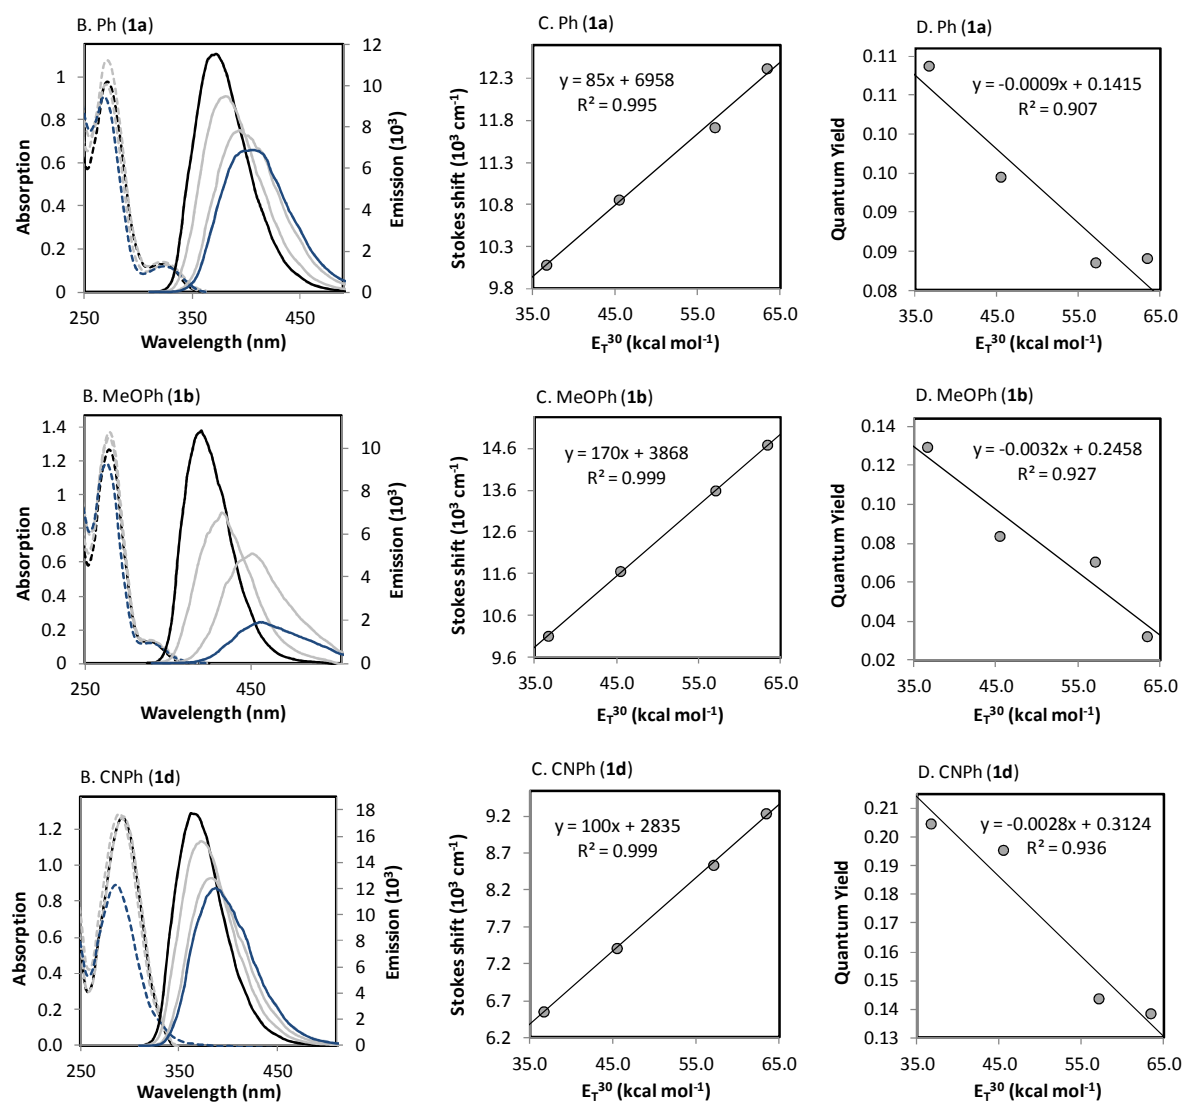 B. Ph (1a)
Absorption
1
0.8
0.6
0.4
0.2
0
12
10
8
6
4
2
0
Emission (10³)
250
350
450
Wavelength (nm)
C. Ph (1a)
Stokes shift (10³ cm⁻¹)
12.3
11.8
11.3
10.8
10.3
9.8
y = 85x + 6958
R² = 0.995
35.0
45.0
55.0
65.0
E_T³⁰ (kcal mol⁻¹)
D. Ph (1a)
Quantum Yield
0.11
0.11
0.10
0.10
0.09
0.09
0.08
y = -0.0009x + 0.1415
R² = 0.907
35.0
45.0
55.0
65.0
E_T³⁰ (kcal mol⁻¹)
B. MeOPh (1b)
Absorption
1.4
1.2
1
0.8
0.6
0.4
0.2
0
10
8
6
4
2
0
Emission (10³)
250
450
Wavelength (nm)
C. MeOPh (1b)
Stokes shift (10³ cm⁻¹)
14.6
13.6
12.6
11.6
10.6
9.6
y = 170x + 3868
R² = 0.999
35.0
45.0
55.0
65.0
E_T³⁰ (kcal mol⁻¹)
D. MeOPh (1b)
Quantum Yield
0.14
0.12
0.10
0.08
0.06
0.04
0.02
y = -0.0032x + 0.2458
R² = 0.927
35.0
45.0
55.0
65.0
E_T³⁰ (kcal mol⁻¹)
B. CNPh (1d)
Absorption
1.2
1.0
0.8
0.6
0.4
0.2
0.0
18
16
14
12
10
8
6
4
2
0
Emission (10³)
250
350
450
Wavelength (nm)
C. CNPh (1d)
Stokes shift (10³ cm⁻¹)
9.2
8.7
8.2
7.7
7.2
6.7
6.2
y = 100x + 2835
R² = 0.999
35.0
45.0
55.0
65.0
E_T³⁰ (kcal mol⁻¹)
D. CNPh (1d)
Quantum Yield
0.21
0.20
0.19
0.18
0.17
0.16
0.15
0.14
0.13
y = -0.0028x + 0.3124
R² = 0.936
35.0
45.0
55.0
65.0
E_T³⁰ (kcal mol⁻¹)